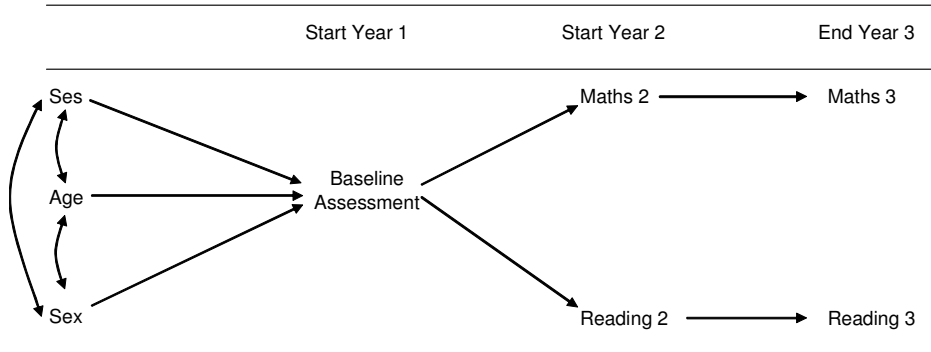 Start Year 1 Start Year 2 End Year 3
Ses Maths 2 Maths 3
Age Baseline
Assessment
Sex Reading 2 Reading 3